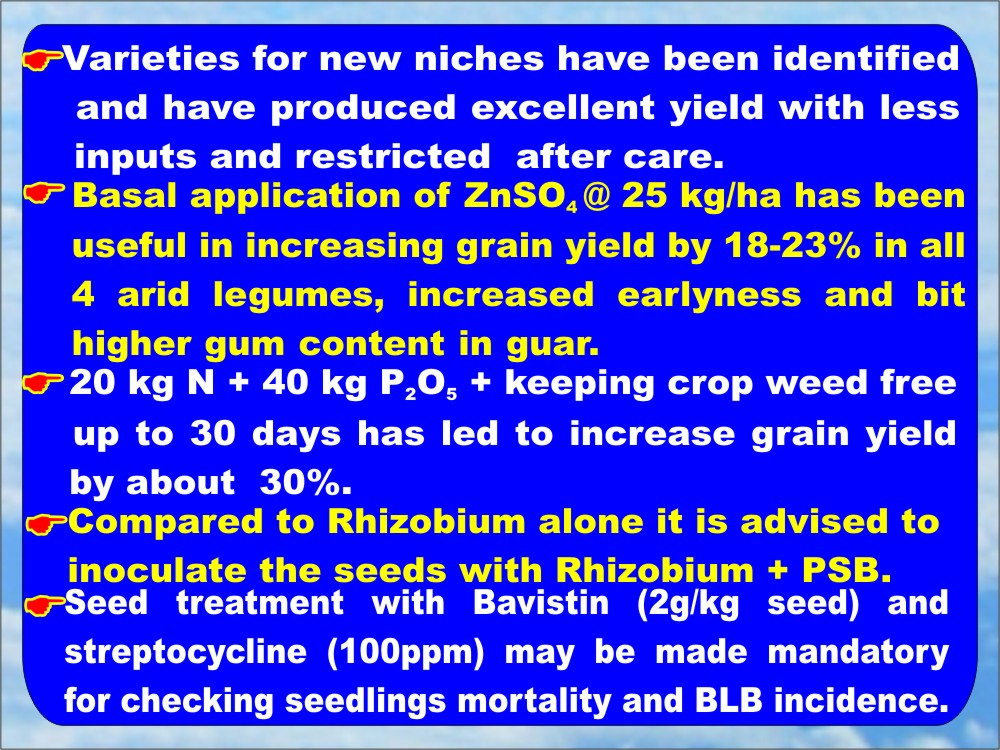 Varieties for new niches have been identified
and have produced excellent yield with less
inputs and restricted after care.
Basal application of ZnSO₄ @ 25 kg/ha has been
useful in increasing grain yield by 18-23% in all
4 arid legumes, increased earlyness and bit
higher gum content in guar.
20 kg N + 40 kg P₂O₅ + keeping crop weed free
up to 30 days has led to increase grain yield
by about 30%.
Compared to Rhizobium alone it is advised to
inoculate the seeds with Rhizobium + PSB.
Seed treatment with Bavistin (2g/kg seed) and
streptocycline (100ppm) may be made mandatory
for checking seedlings mortality and BLB incidence.